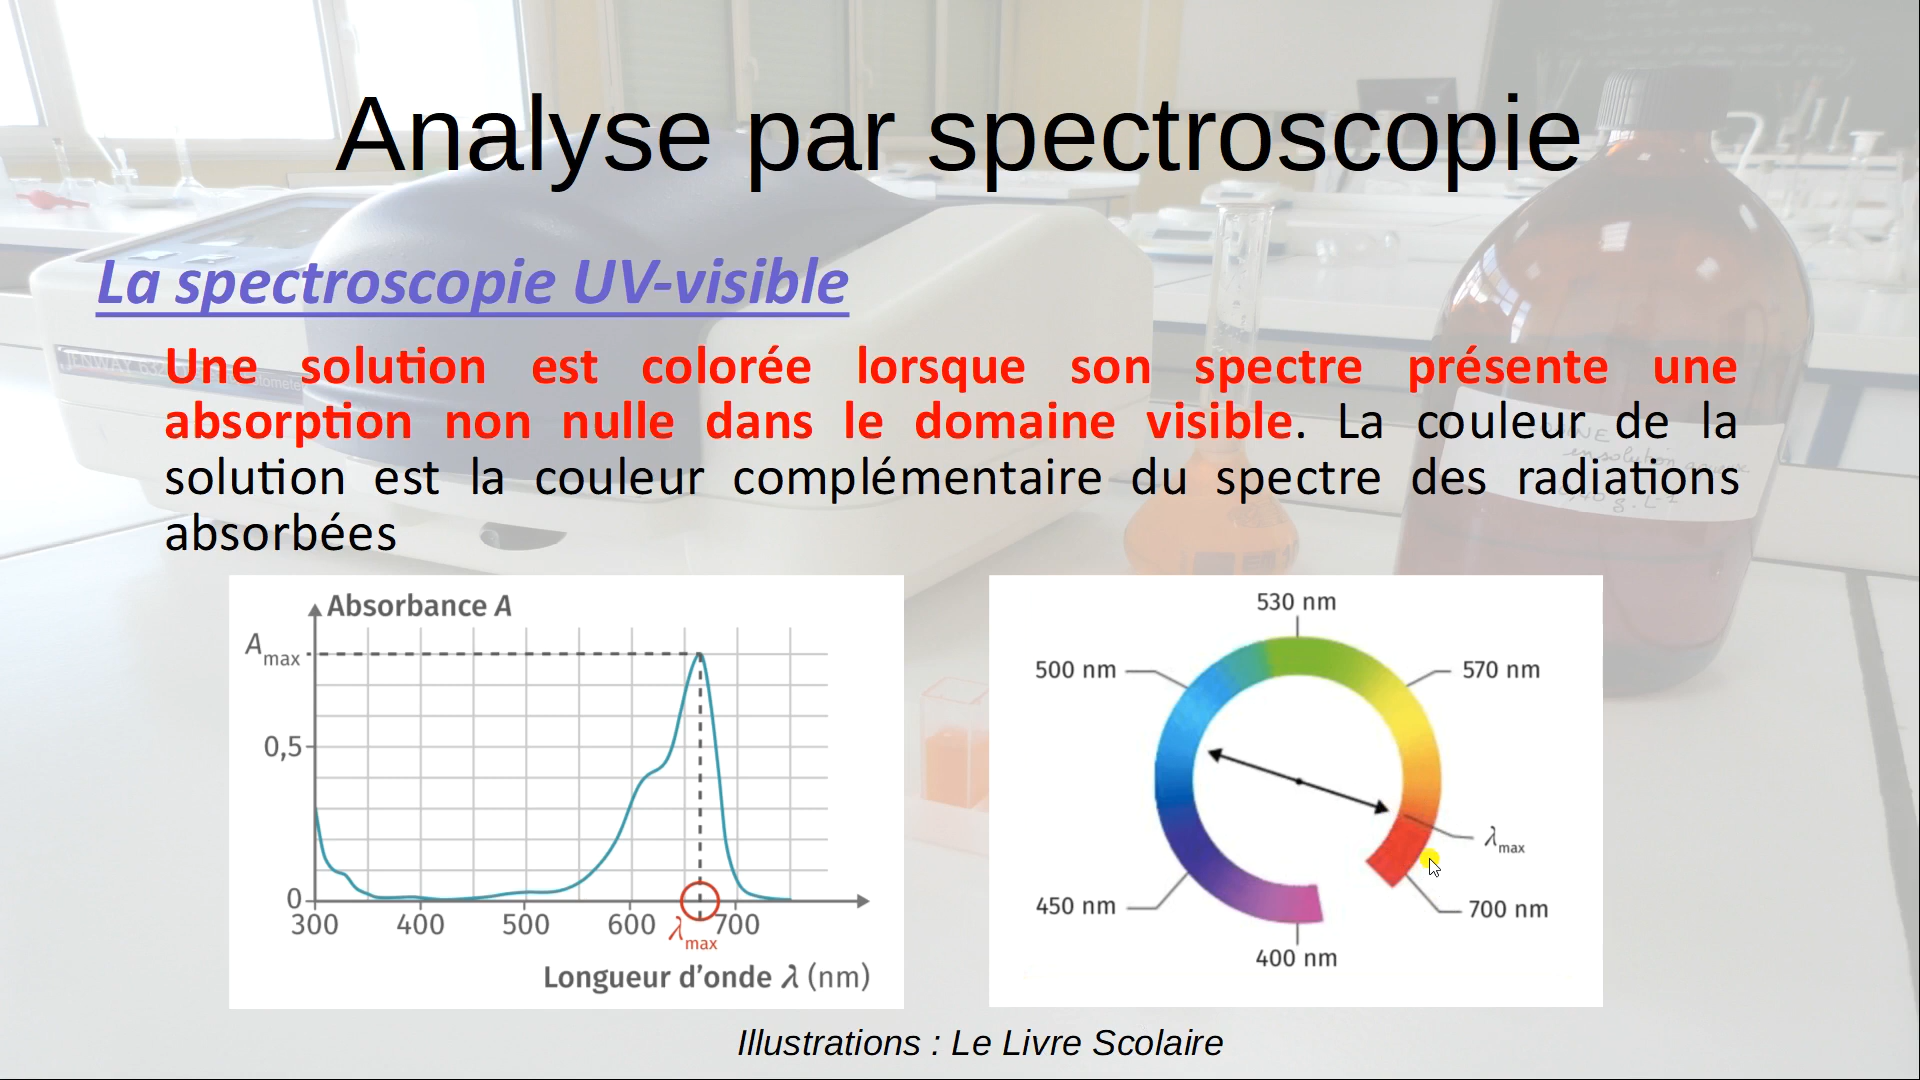 Analyse par spectroscopie
La spectroscopie UV-visible
Une solution est colorée lorsque son spectre présente une
absorption non nulle dans le domaine visible. La couleur de la
solution est la couleur complémentaire du spectre des radiations
absorbées
Absorbance A
A max
0,5
0
300 400 500 600 λmax 700
Longueur d'onde λ (nm)
530 nm
500 nm
570 nm
λmax
450 nm
700 nm
400 nm
Illustrations : Le Livre Scolaire